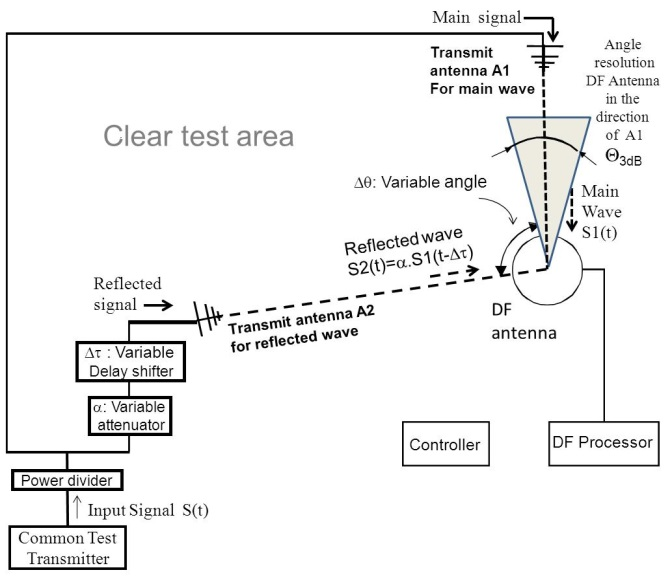 Main signal
Transmit
antenna A1
For main wave
Angle
resolution
DF Antenna
in the
direction
of A1
Θ3dB
Clear test area
Δθ: Variable angle
Main
Wave
S1(t)
Reflected wave
S2(t)=α.S1(t-Δτ)
Reflected
signal
Transmit antenna A2
for reflected wave
DF
antenna
Δτ : Variable
Delay shifter
α: Variable
attenuator
Controller
DF Processor
Power divider
Input Signal S(t)
Common Test
Transmitter